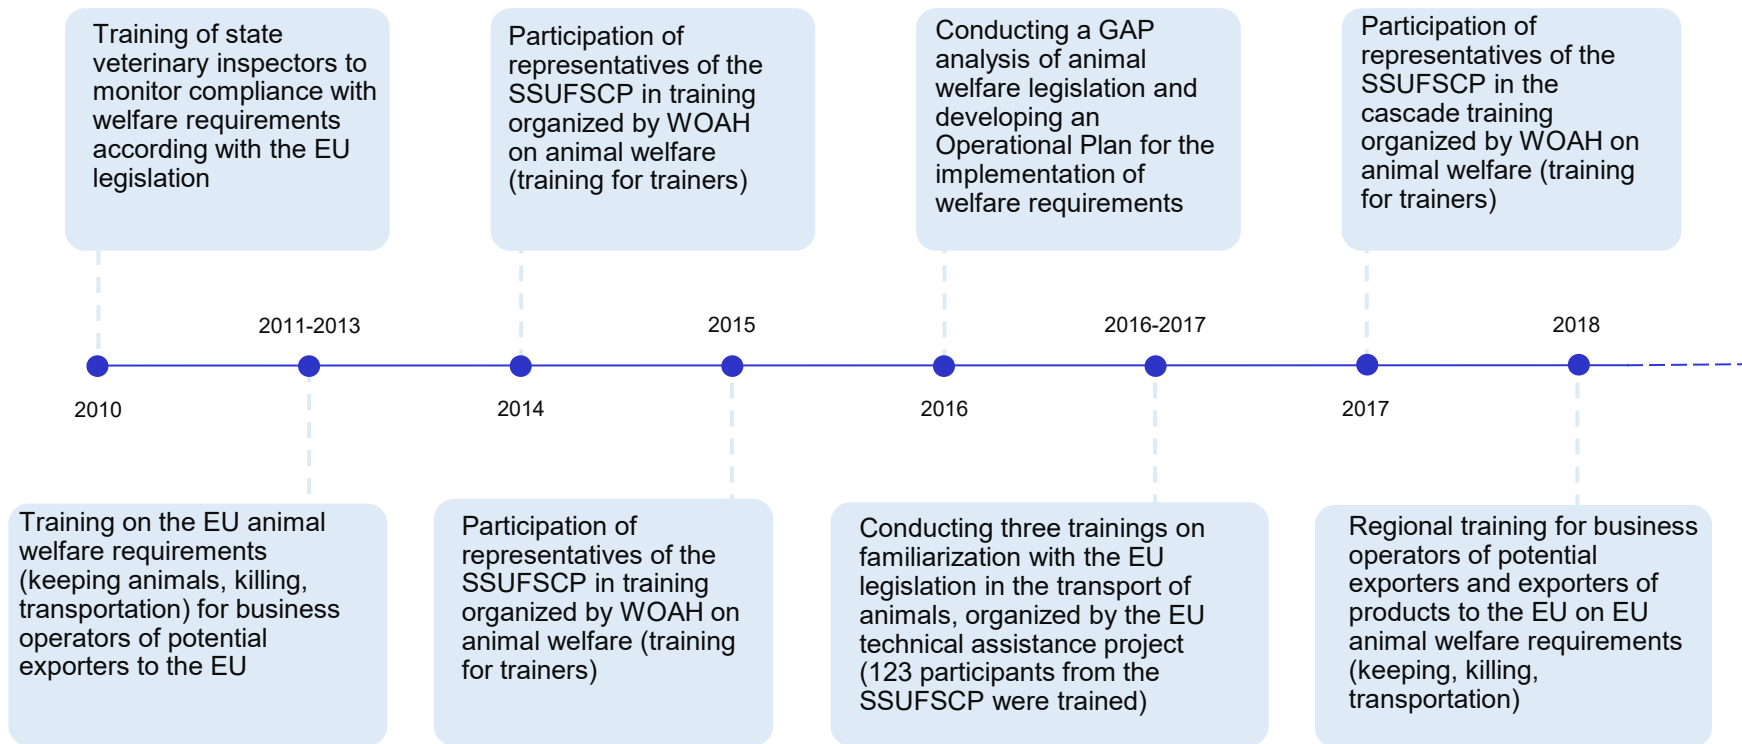 Training of state
veterinary inspectors to
monitor compliance with
welfare requirements
according with the EU
legislation
Participation of
representatives of the
SSUFSCP in training
organized by WOAH
on animal welfare
(training for trainers)
Conducting a GAP
analysis of animal
welfare legislation and
developing an
Operational Plan for the
implementation of
welfare requirements
Participation of
representatives of the
SSUFSCP in the
cascade training
organized by WOAH on
animal welfare (training
for trainers)
2011-2013
2015
2016-2017
2018
2010
2014
2016
2017
Training on the EU animal
welfare requirements
(keeping animals, killing,
transportation) for business
operators of potential
exporters to the EU
Participation of
representatives of the
SSUFSCP in training
organized by WOAH on
animal welfare (training
for trainers)
Conducting three trainings on
familiarization with the EU
legislation in the transport of
animals, organized by the EU
technical assistance project
(123 participants from the
SSUFSCP were trained)
Regional training for business
operators of potential
exporters and exporters of
products to the EU on EU
animal welfare requirements
(keeping, killing,
transportation)